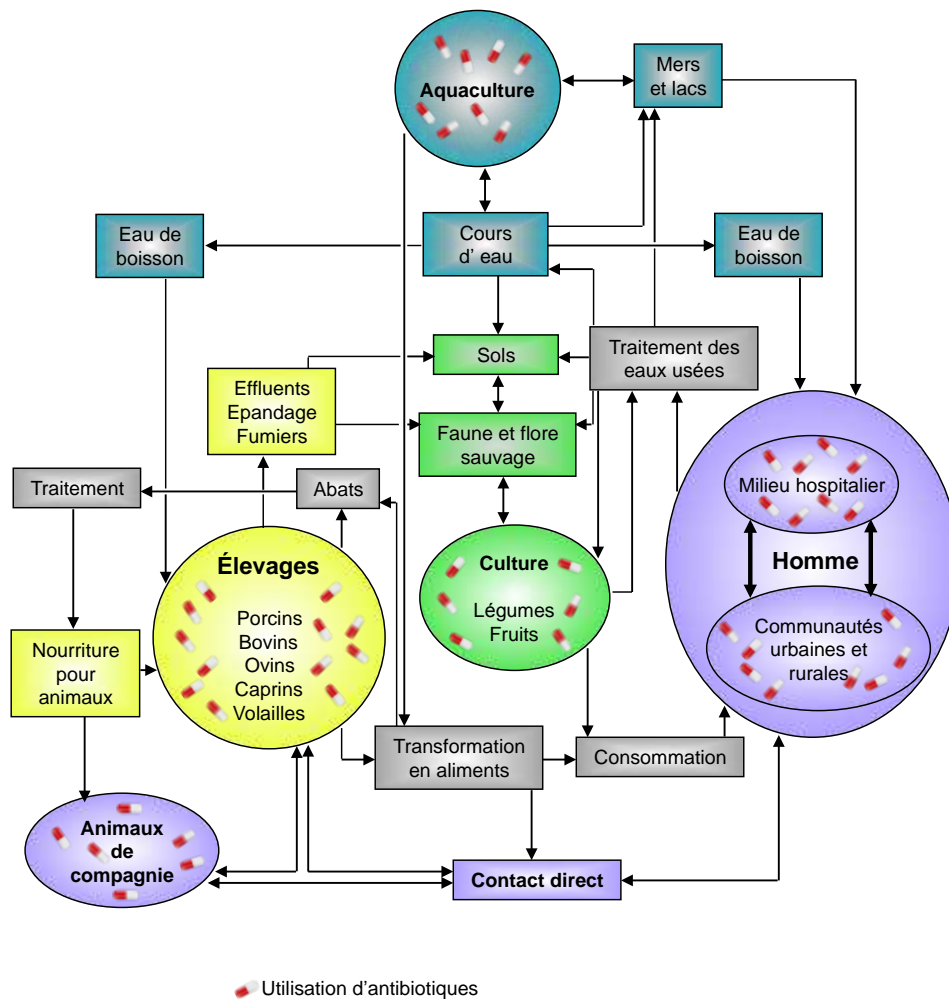 Aquaculture
Mers
et lacs
Eau de
boisson
Cours
d’ eau
Eau de
boisson
Sols
Traitement des
eaux usées
Effluents
Epandage
Fumiers
Faune et flore
sauvage
Traitement
Abats
Milieu hospitalier
Élevages
Porcins
Bovins
Ovins
Caprins
Volailles
Culture
Légumes
Fruits
Homme
Communautés
urbaines et
rurales
Nourriture
pour
animaux
Transformation
en aliments
Consommation
Animaux
de
compagnie
Contact direct
Utilisation d’antibiotiques